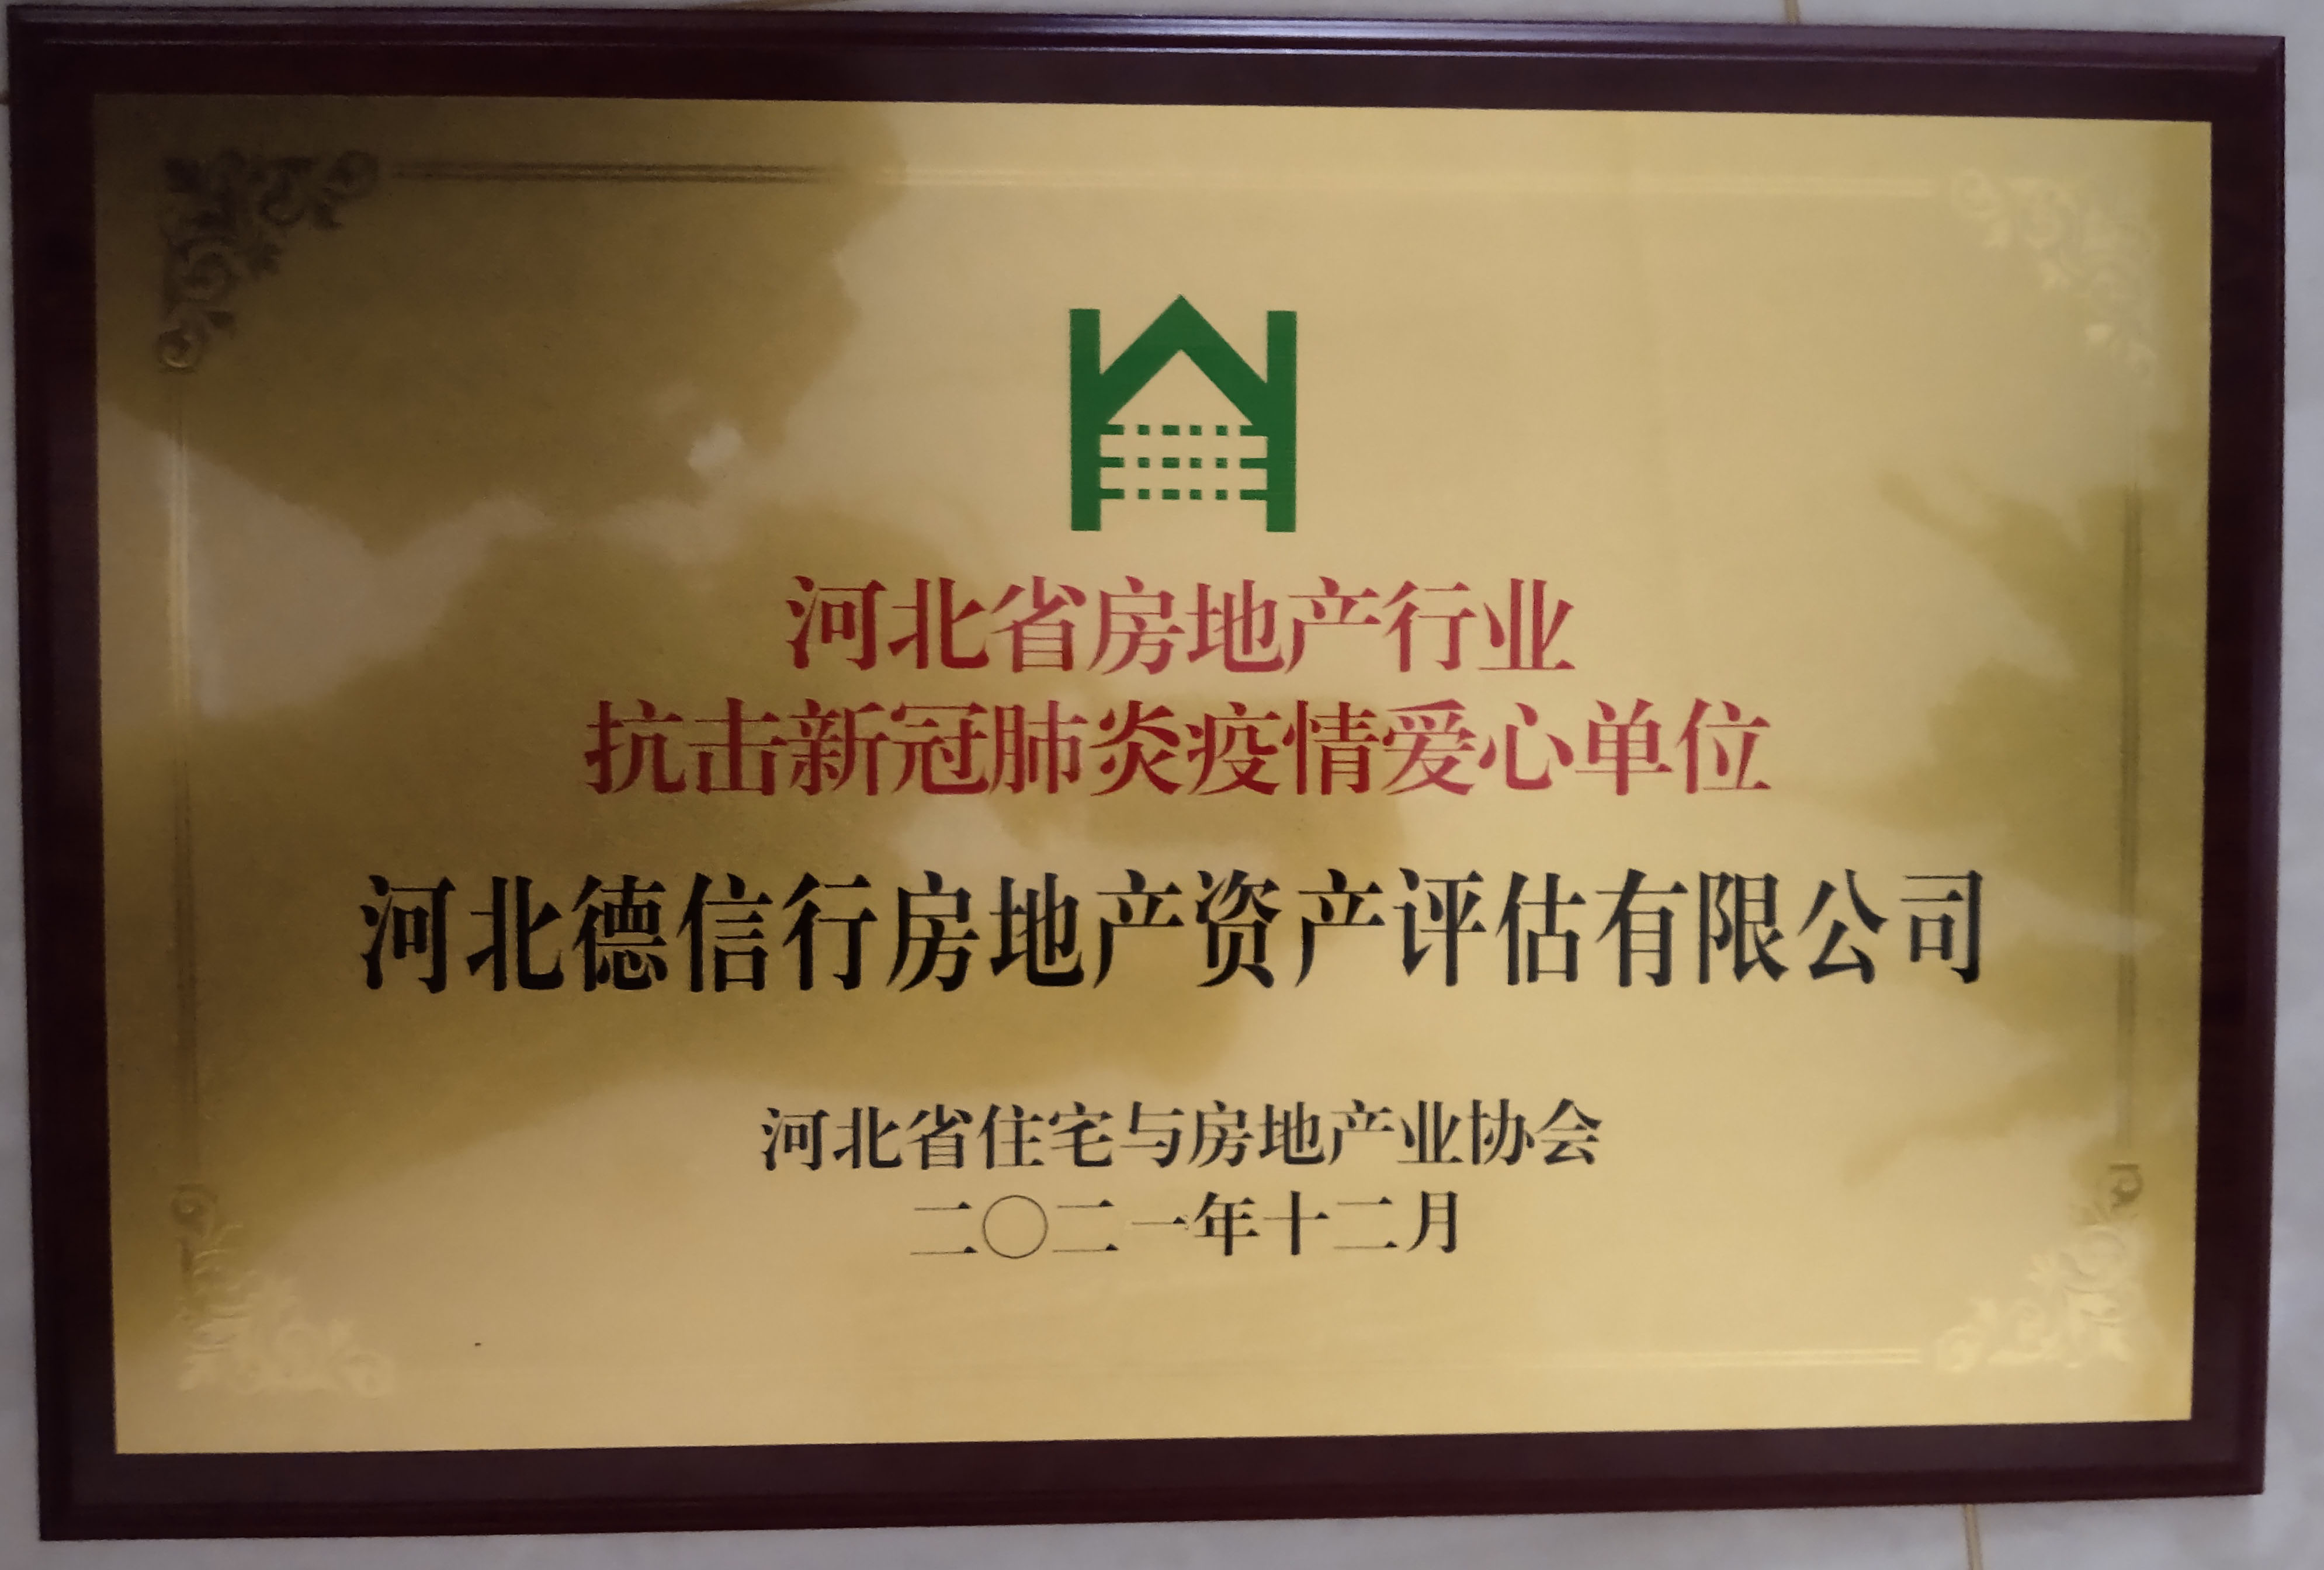 河北省房地产行业
抗击新冠肺炎疫情爱心单位
河北德信行房地产资产评估有限公司
河北省住宅与房地产业协会
二〇二一年十二月